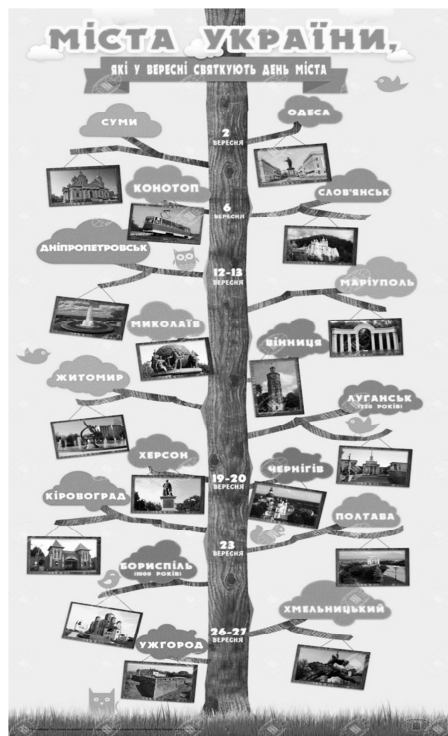 МІСТА УКРАЇНИ,
ЯКІ У ВЕРЕСНІ СВЯТКУЮТЬ ДЕНЬ МІСТА
СУМИ
2
ВЕРЕСНЯ
ОДЕСА
КОНОТОП
6
ВЕРЕСНЯ
СЛОВ'ЯНСЬК
ДНІПРОПЕТРОВСЬК
12-13
ВЕРЕСНЯ
МАРІУПОЛЬ
МИКОЛАЇВ
ВІННИЦЯ
ЖИТОМИР
ЛУГАНСЬК
(220 РОКІВ)
ХЕРСОН
ЧЕРНІГІВ
19-20
ВЕРЕСНЯ
КІРОВОГРАД
ПОЛТАВА
23
ВЕРЕСНЯ
БОРИСПІЛЬ
ХМЕЛЬНИЦЬКИЙ
26-27
ВЕРЕСНЯ
УЖГОРОД